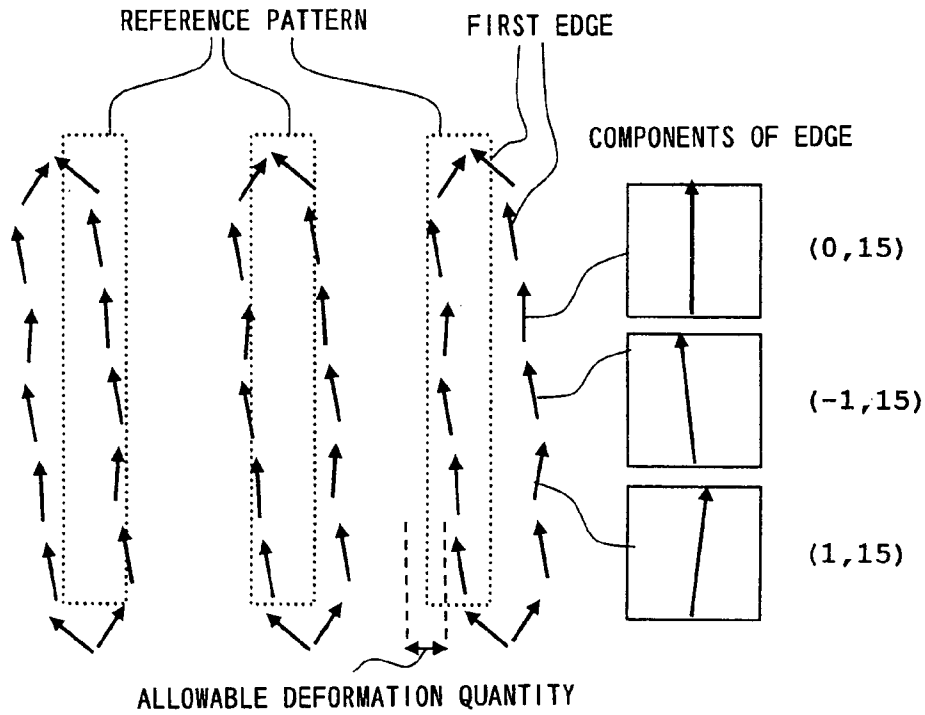 REFERENCE PATTERN
FIRST EDGE
COMPONENTS OF EDGE
(0,15)
(-1,15)
(1,15)
ALLOWABLE DEFORMATION QUANTITY